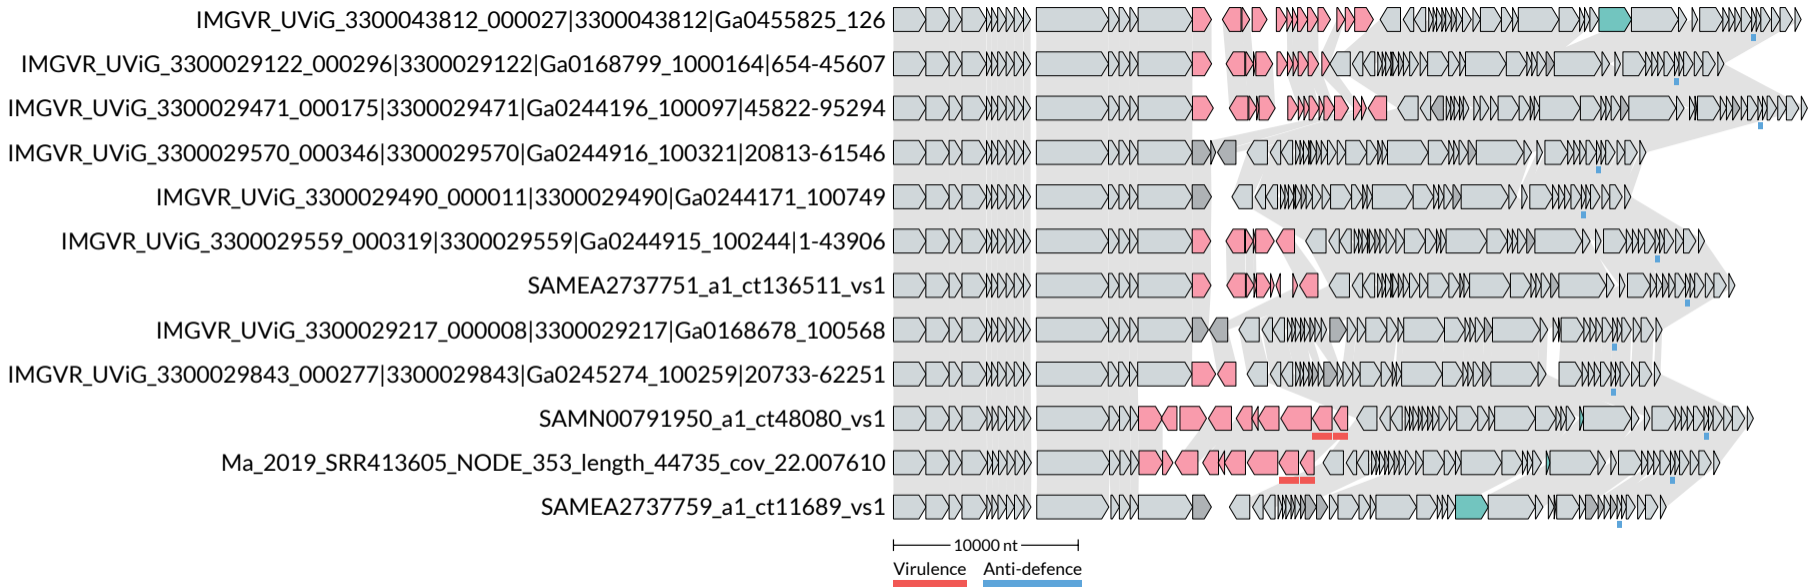 IMGVR_UViG_3300043812_000027|3300043812|Ga0455825_126
IMGVR_UViG_3300029122_000296|3300029122|Ga0168799_1000164|654-45607
IMGVR_UViG_3300029471_000175|3300029471|Ga0244196_100097|45822-95294
IMGVR_UViG_3300029570_000346|3300029570|Ga0244916_100321|20813-61546
IMGVR_UViG_3300029490_000011|3300029490|Ga0244171_100749
IMGVR_UViG_3300029559_000319|3300029559|Ga0244915_100244|1-43906
SAMEA2737751_a1_ct136511_vs1
IMGVR_UViG_3300029217_000008|3300029217|Ga0168678_100568
IMGVR_UViG_3300029843_000277|3300029843|Ga0245274_100259|20733-62251
SAMN00791950_a1_ct48080_vs1
Ma_2019_SRR413605_NODE_353_length_44735_cov_22.007610
SAMEA2737759_a1_ct11689_vs1
10000 nt
Virulence Anti-defence